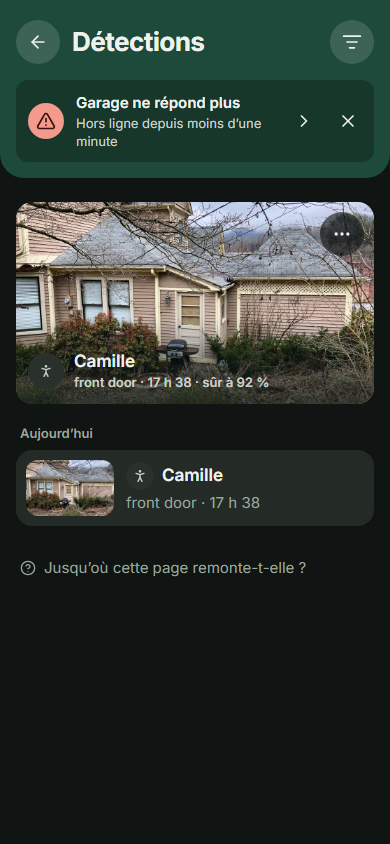 Détections
Garage ne répond plus
Hors ligne depuis moins d’une
minute
Camille
front door · 17 h 38 · sûr à 92 %
Aujourd’hui
Camille
front door · 17 h 38
Jusqu’où cette page remonte-t-elle ?